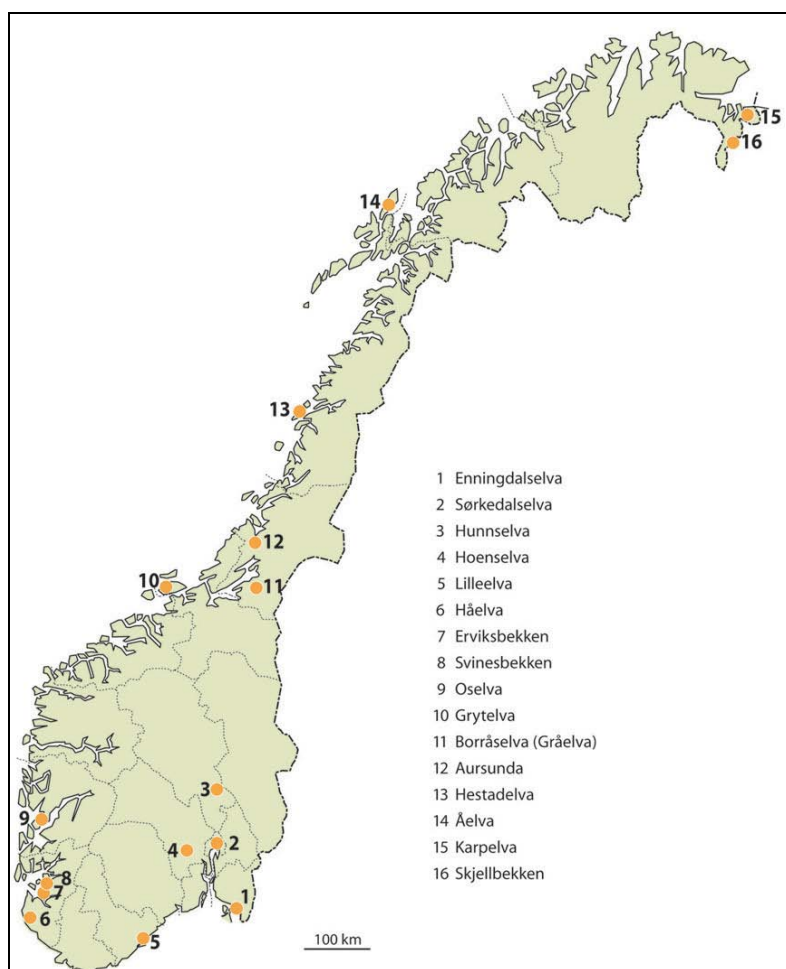 15
16
14
13
12
10
11
3
9
2
4
8
7
1
6
5
100 km
1 Enningdalselva
2 Sørkedalselva
3 Hunnselva
4 Hoenselva
5 Lilleelva
6 Håelva
7 Erviksbekken
8 Svinesbekken
9 Oselva
10 Grytelva
11 Borråselva (Gråelva)
12 Aursunda
13 Hestadelva
14 Åelva
15 Karpelva
16 Skjellbekken